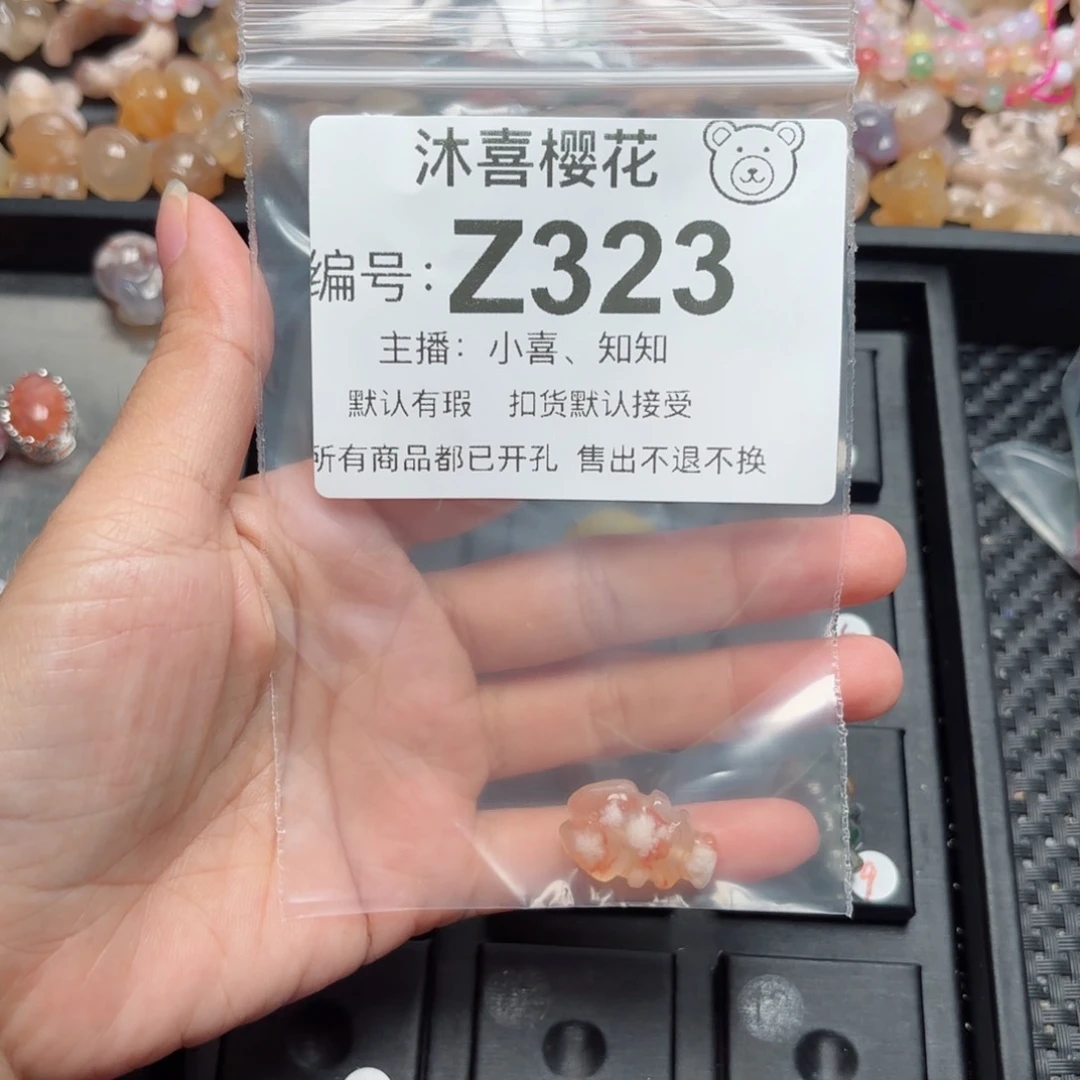 沐喜樱花
编号：Z323
主播：小喜、知知
默认有瑕 扣货默认接受
所有商品都已开孔 售出不退不换
9